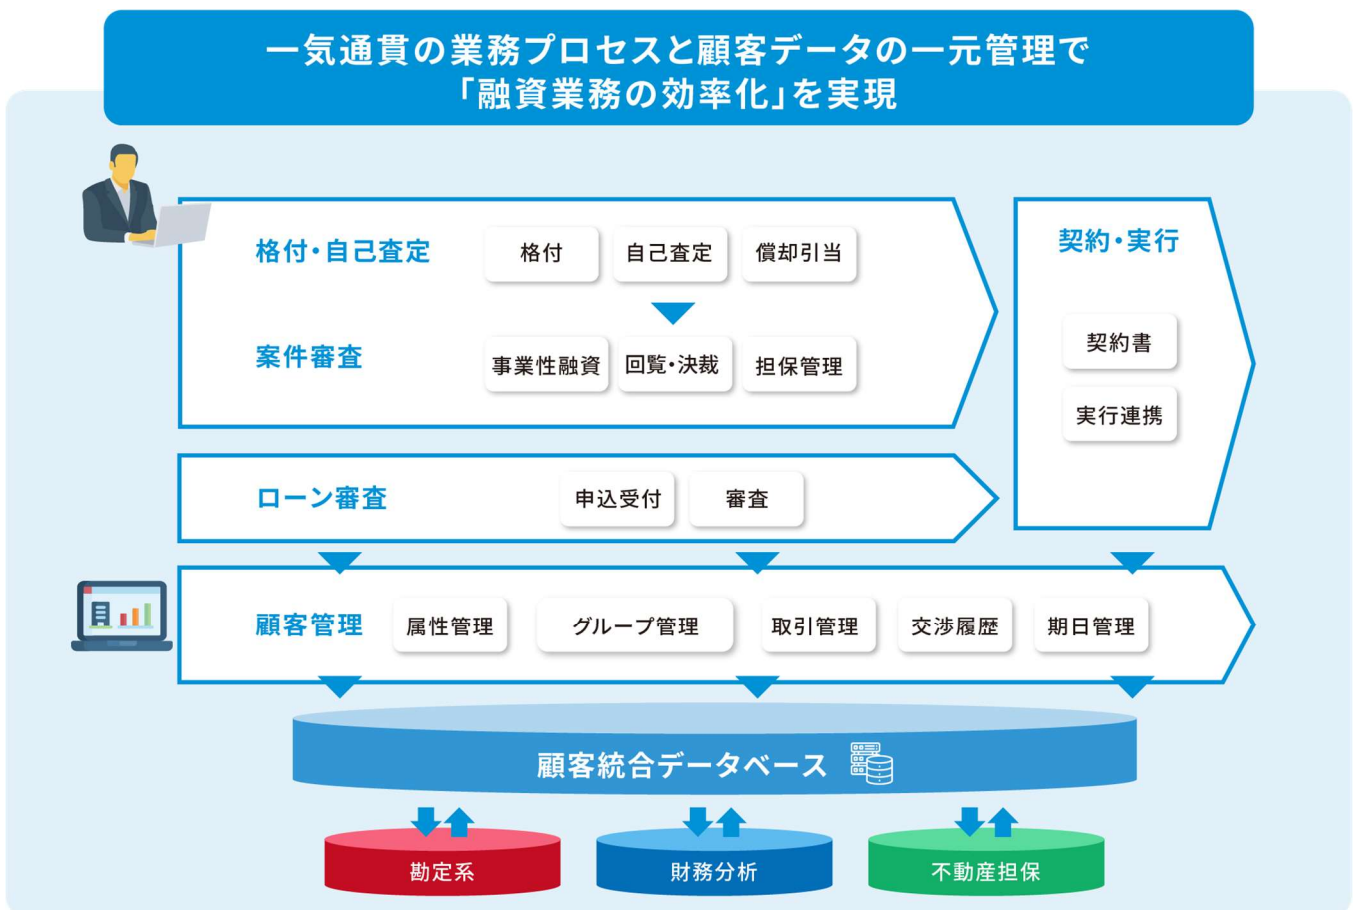 一気通貫の業務プロセスと顧客データの一元管理で
「融資業務の効率化」を実現
格付・自己査定
格付
自己査定
償却引当
案件審査
事業性融資
回覧・決裁
担保管理
契約・実行
契約書
実行連携
ローン審査
申込受付
審査
顧客管理
属性管理
グループ管理
取引管理
交渉履歴
期日管理
顧客統合データベース
勘定系
財務分析
不動産担保